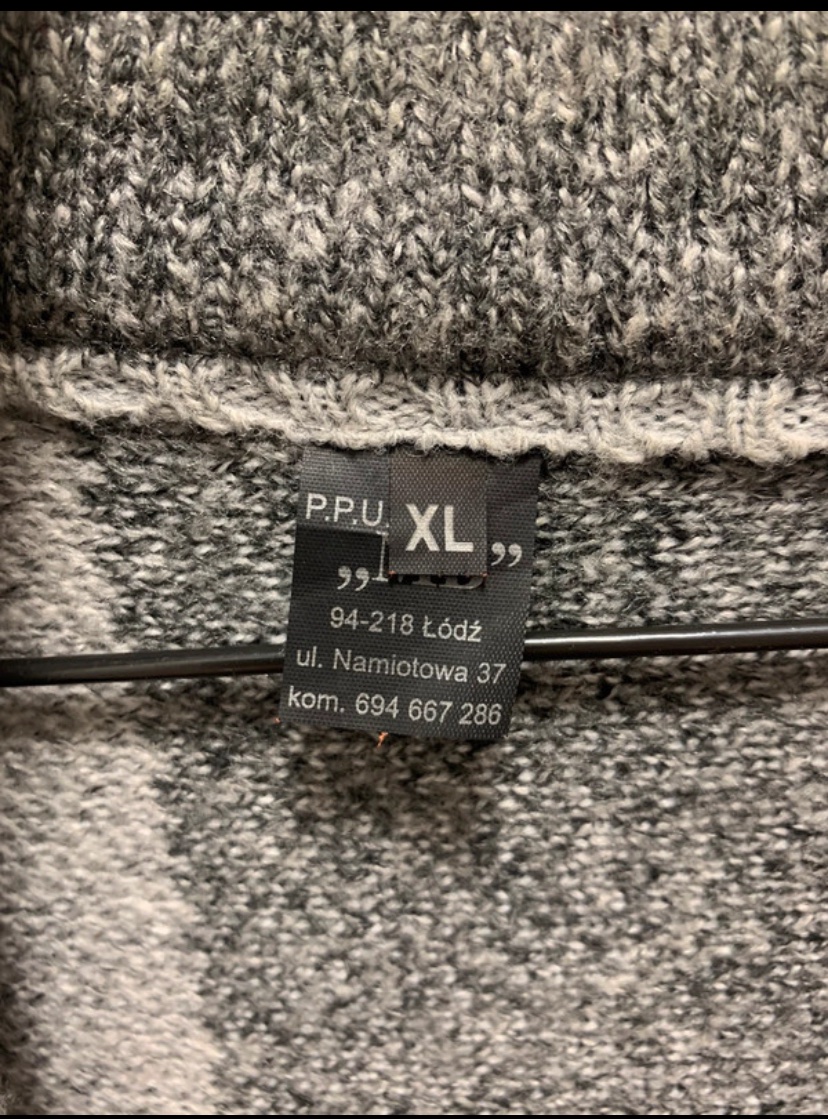 P.P.U.
XL
94-218 Łódź
ul. Namiotowa 37
kom. 694 667 286